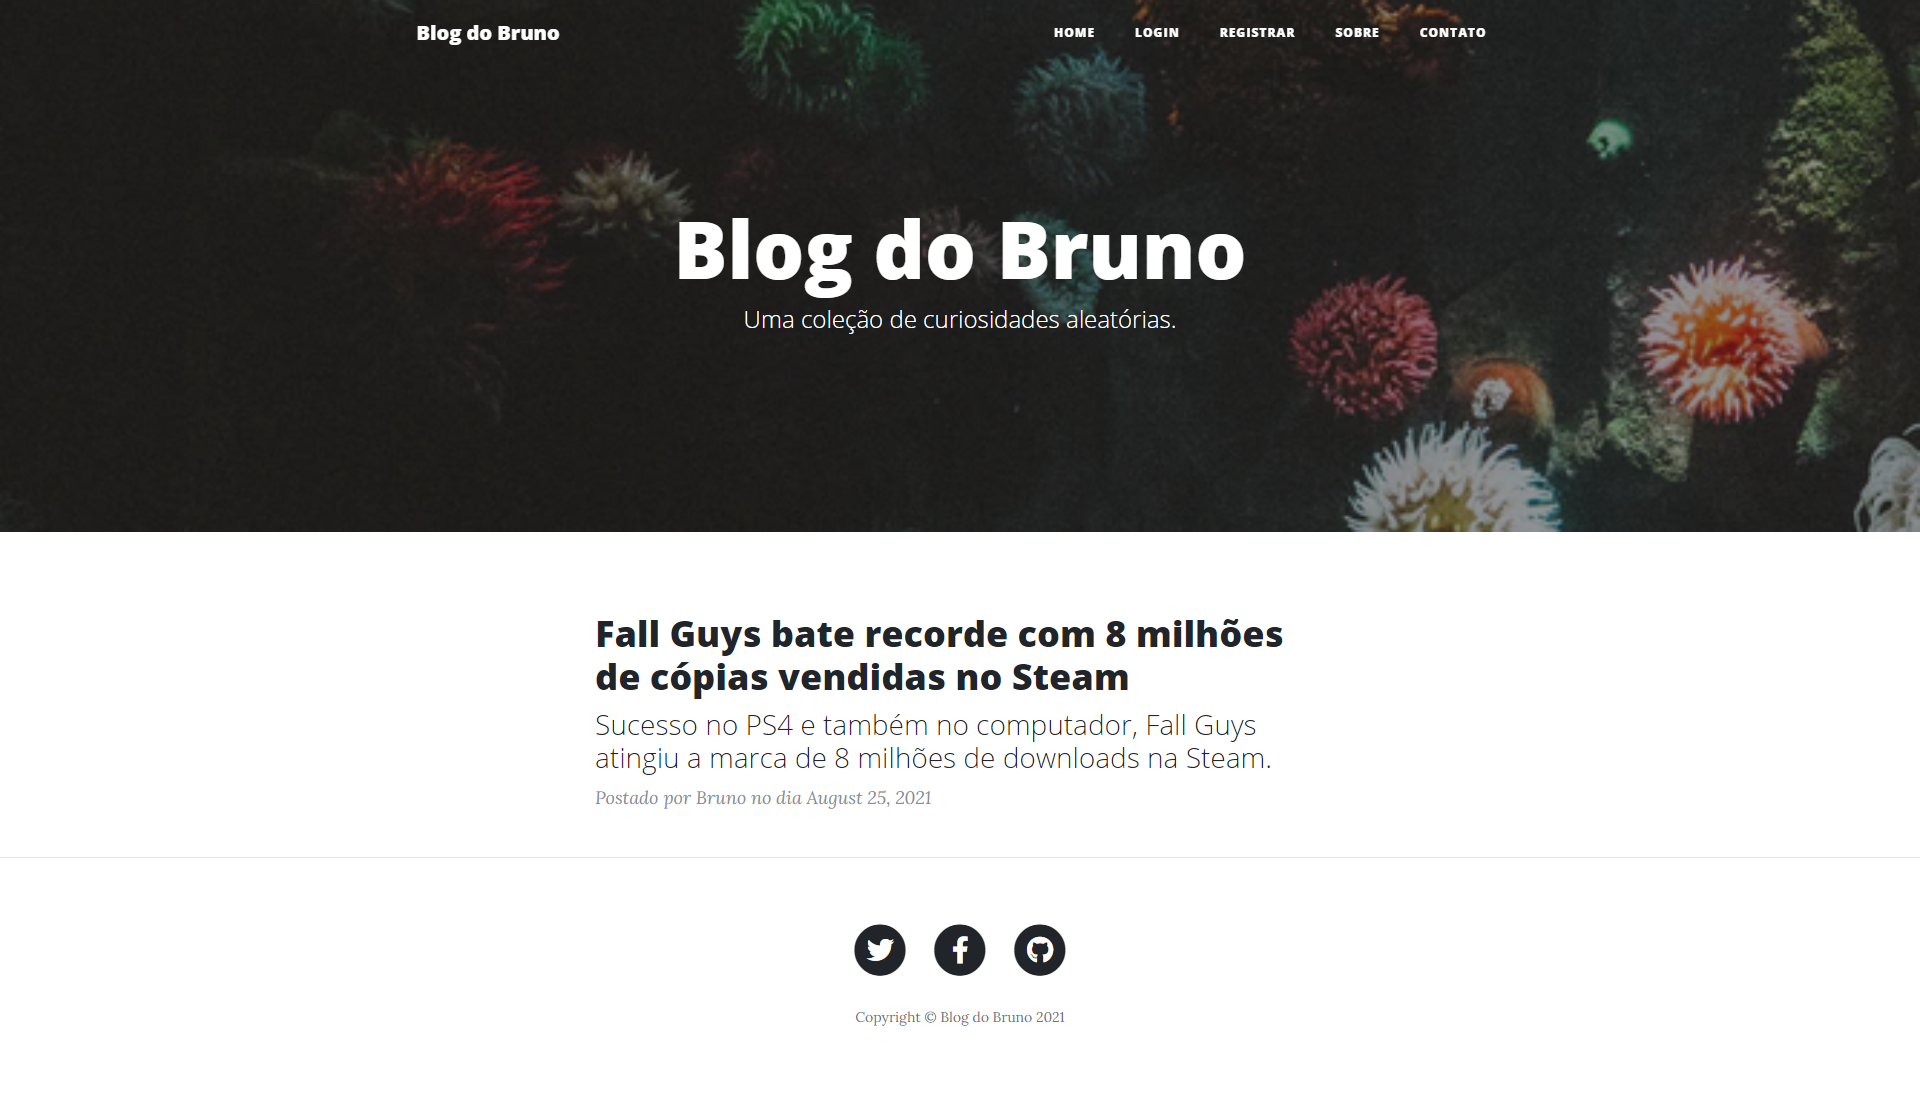 Blog do Bruno
HOME LOGIN REGISTRAR SOBRE CONTATO
Blog do Bruno
Uma coleção de curiosidades aleatórias.
Fall Guys bate recorde com 8 milhões
de cópias vendidas no Steam
Sucesso no PS4 e também no computador, Fall Guys
atingiu a marca de 8 milhões de downloads na Steam.
Postado por Bruno no dia August 25, 2021
Copyright © Blog do Bruno 2021